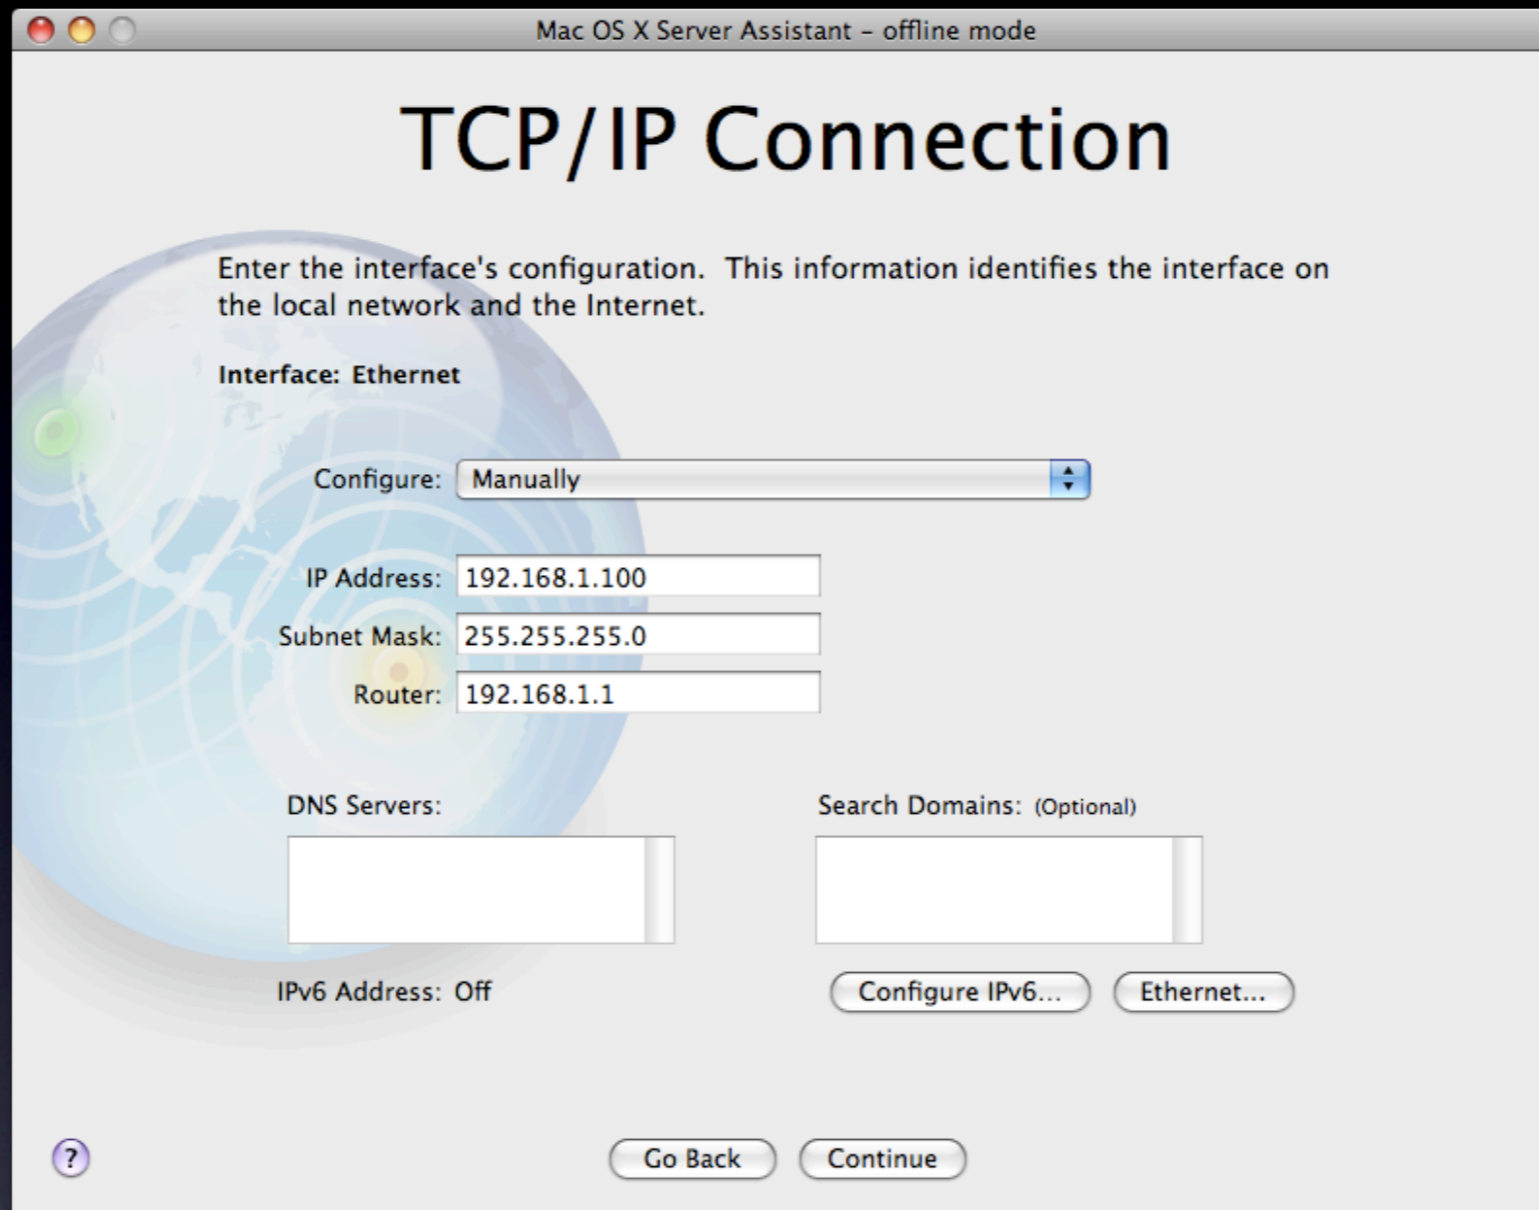 Mac OS X Server Assistant – offline mode
TCP/IP Connection
Enter the interface's configuration.  This information identifies the interface on
the local network and the Internet.
Interface: Ethernet
Configure: Manually
IP Address: 192.168.1.100
Subnet Mask: 255.255.255.0
Router: 192.168.1.1
DNS Servers: Search Domains: (Optional)
IPv6 Address: Off Configure IPv6... Ethernet...
? Go Back Continue